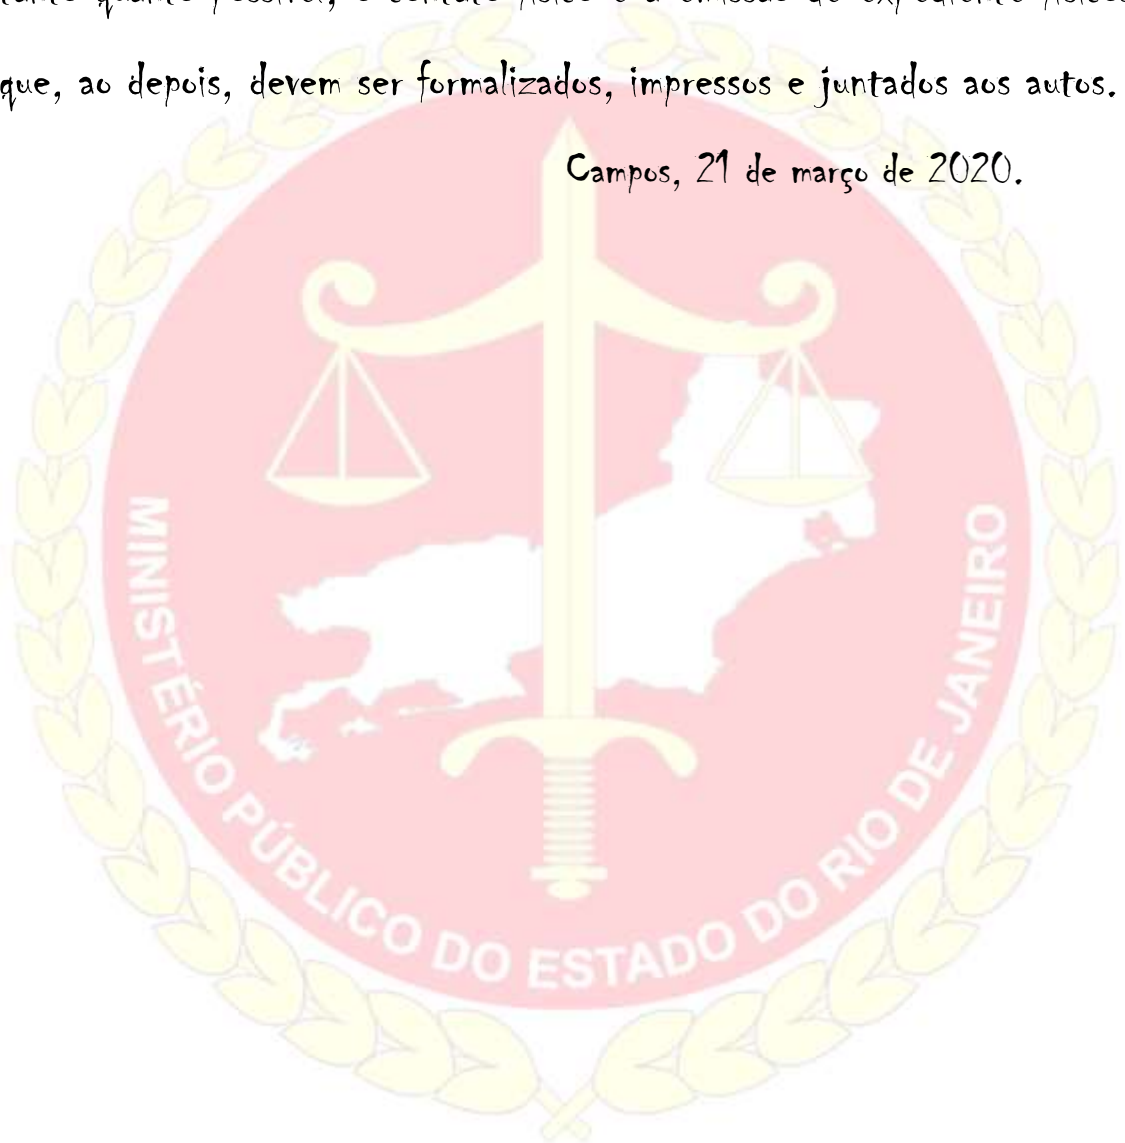 que, ao depois, devem ser formalizados, impressos e juntados aos autos.
Campos, 21 de março de 2020.
MINISTÉRIO PÚBLICO DO ESTADO DO RIO DE JANEIRO